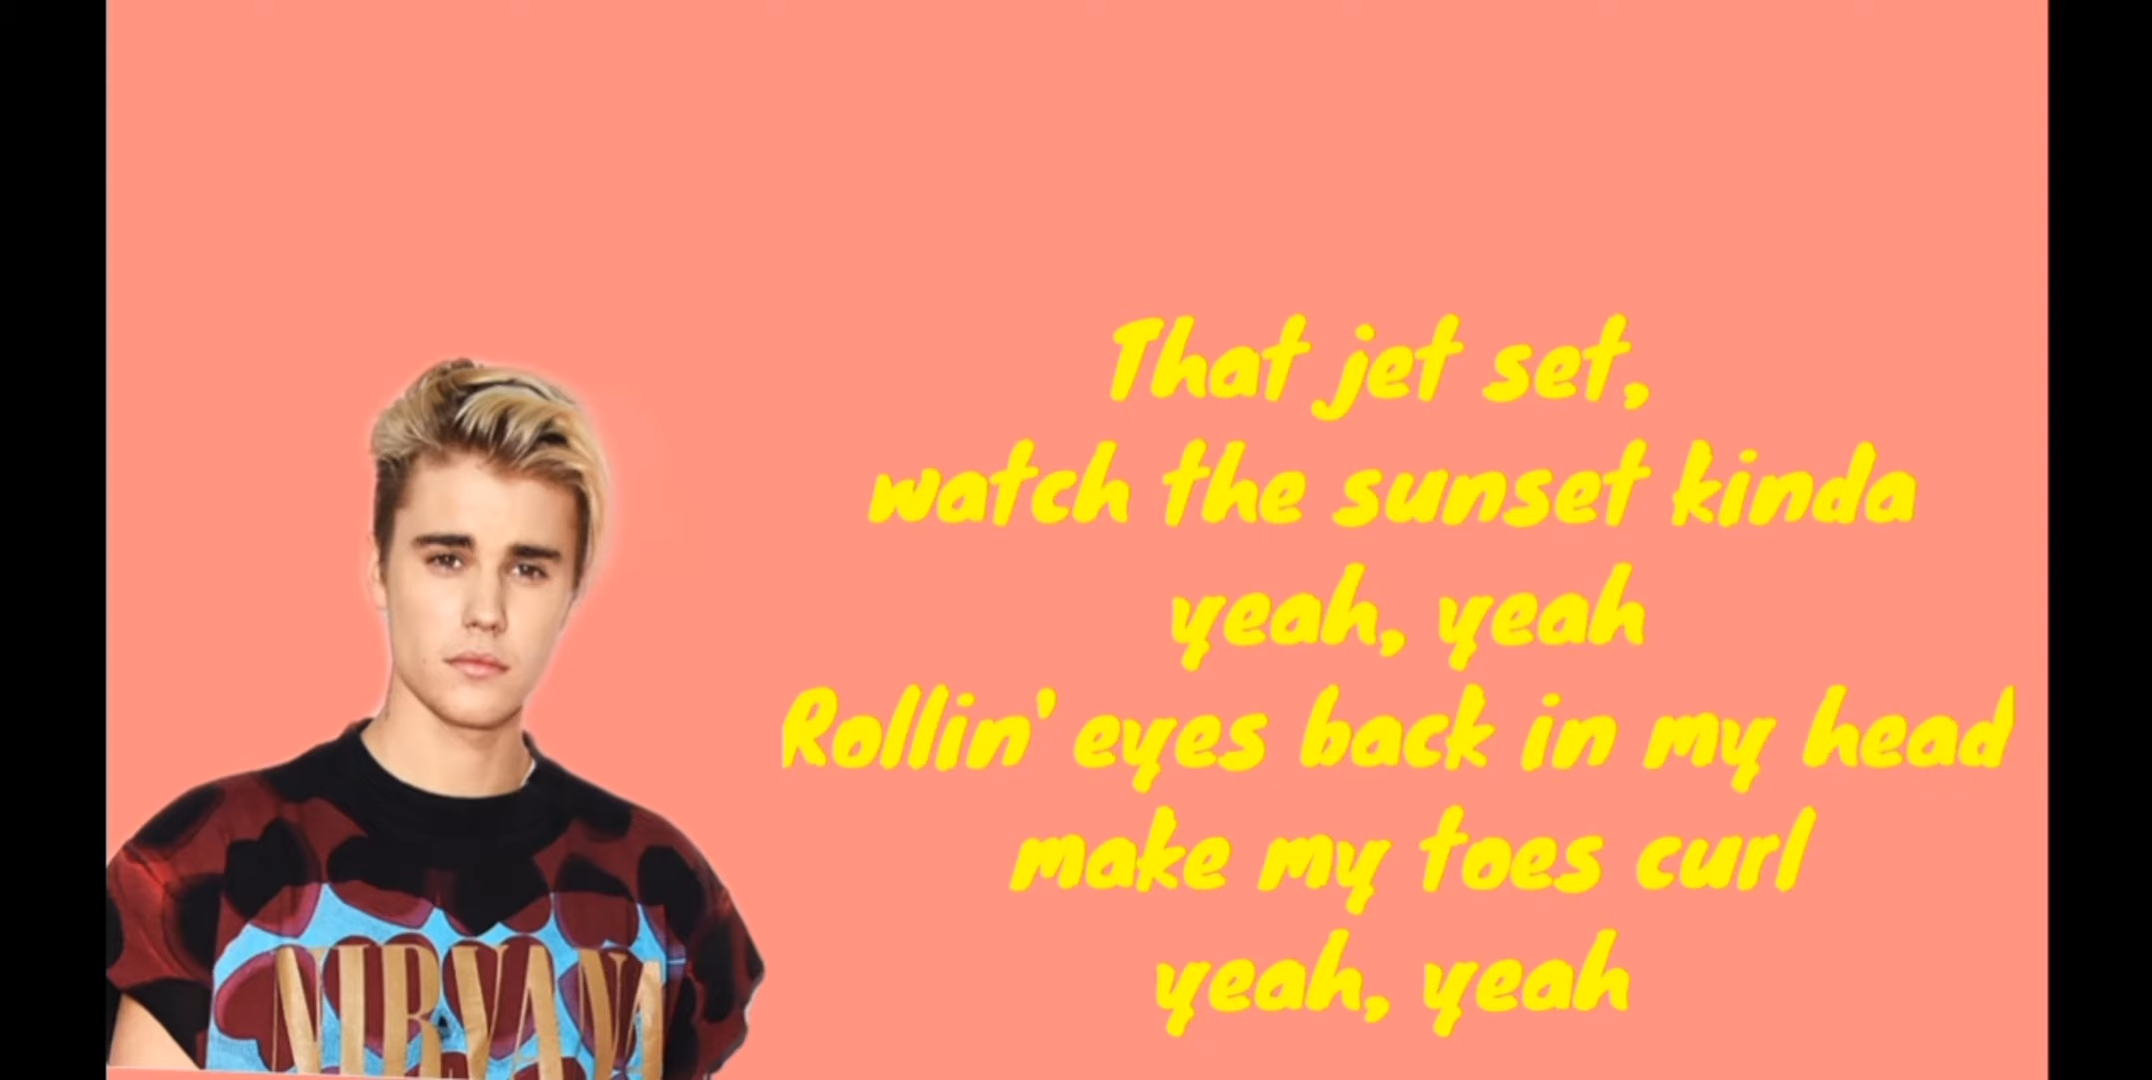 That jet set,
watch the sunset kinda
yeah, yeah
Rollin' eyes back in my head
make my toes curl
yeah, yeah
NIRVANA